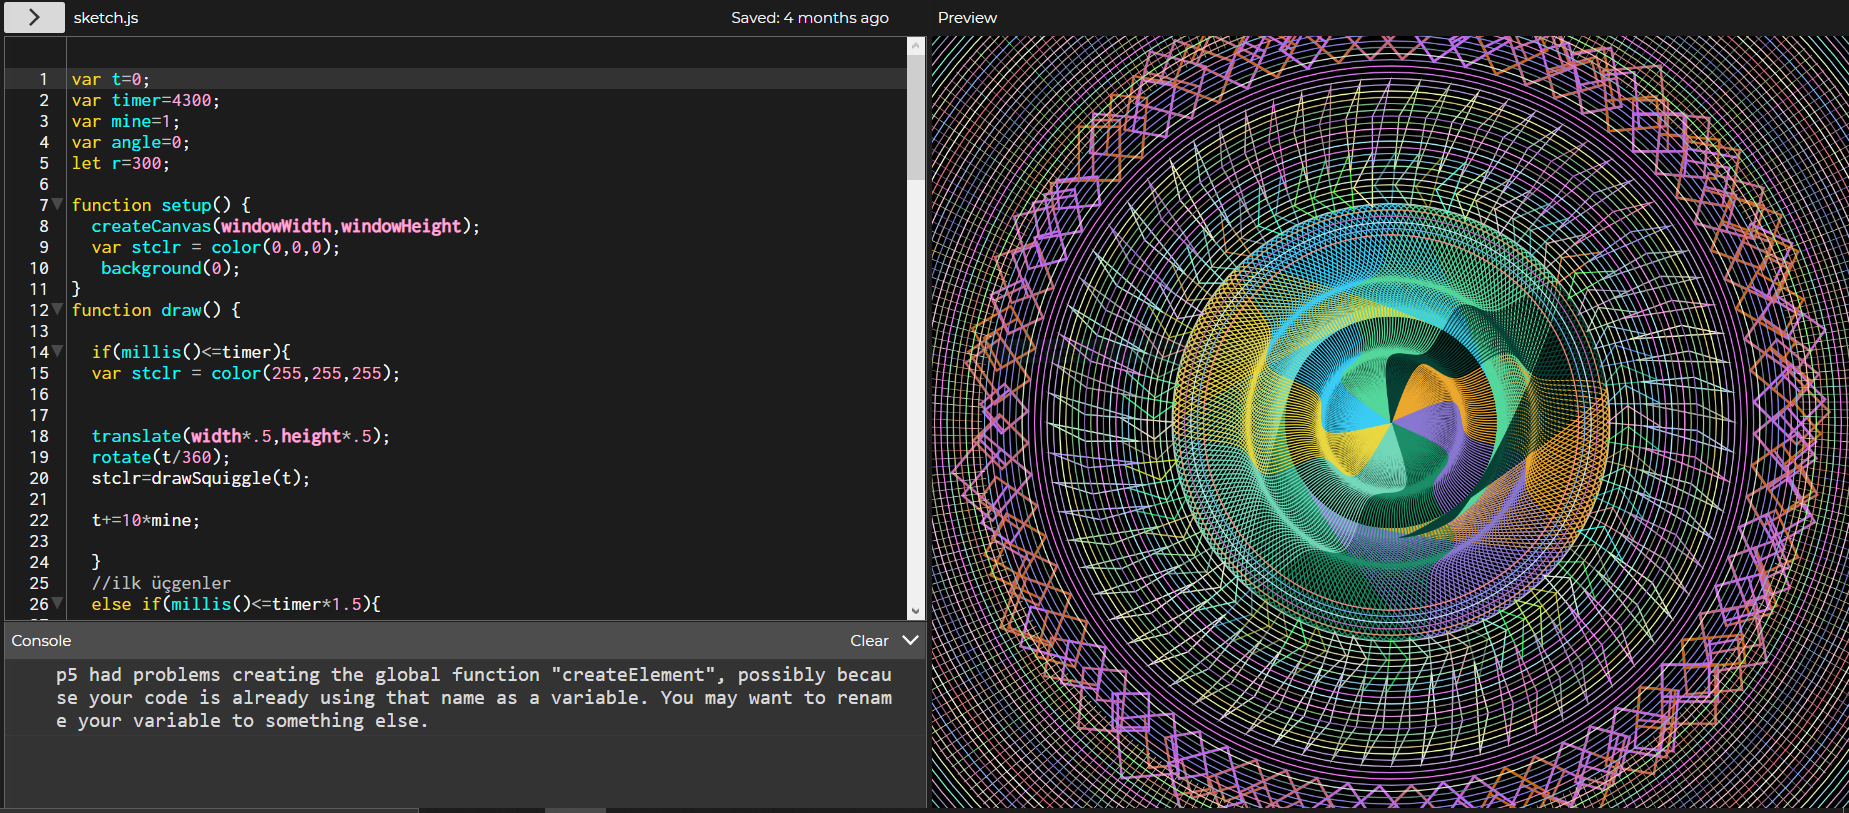 sketch.js
Saved: 4 months ago
Preview
1 var t=0;
2 var timer=4300;
3 var mine=1;
4 var angle=0;
5 let r=300;
6
7 function setup() {
8 createCanvas(windowWidth,windowHeight);
9 var stclr = color(0,0,0);
10 background(0);
11 }
12 function draw() {
13
14 if(millis()<=timer){
15 var stclr = color(255,255,255);
16
17
18 translate(width*.5,height*.5);
19 rotate(t/360);
20 stclr=drawSquiggle(t);
21
22 t+=10*mine;
23
24 }
25 //ilk üçgenler
26 else if(millis()<=timer*1.5){
Console
Clear
p5 had problems creating the global function "createElement", possibly becau
se your code is already using that name as a variable. You may want to renam
e your variable to something else.